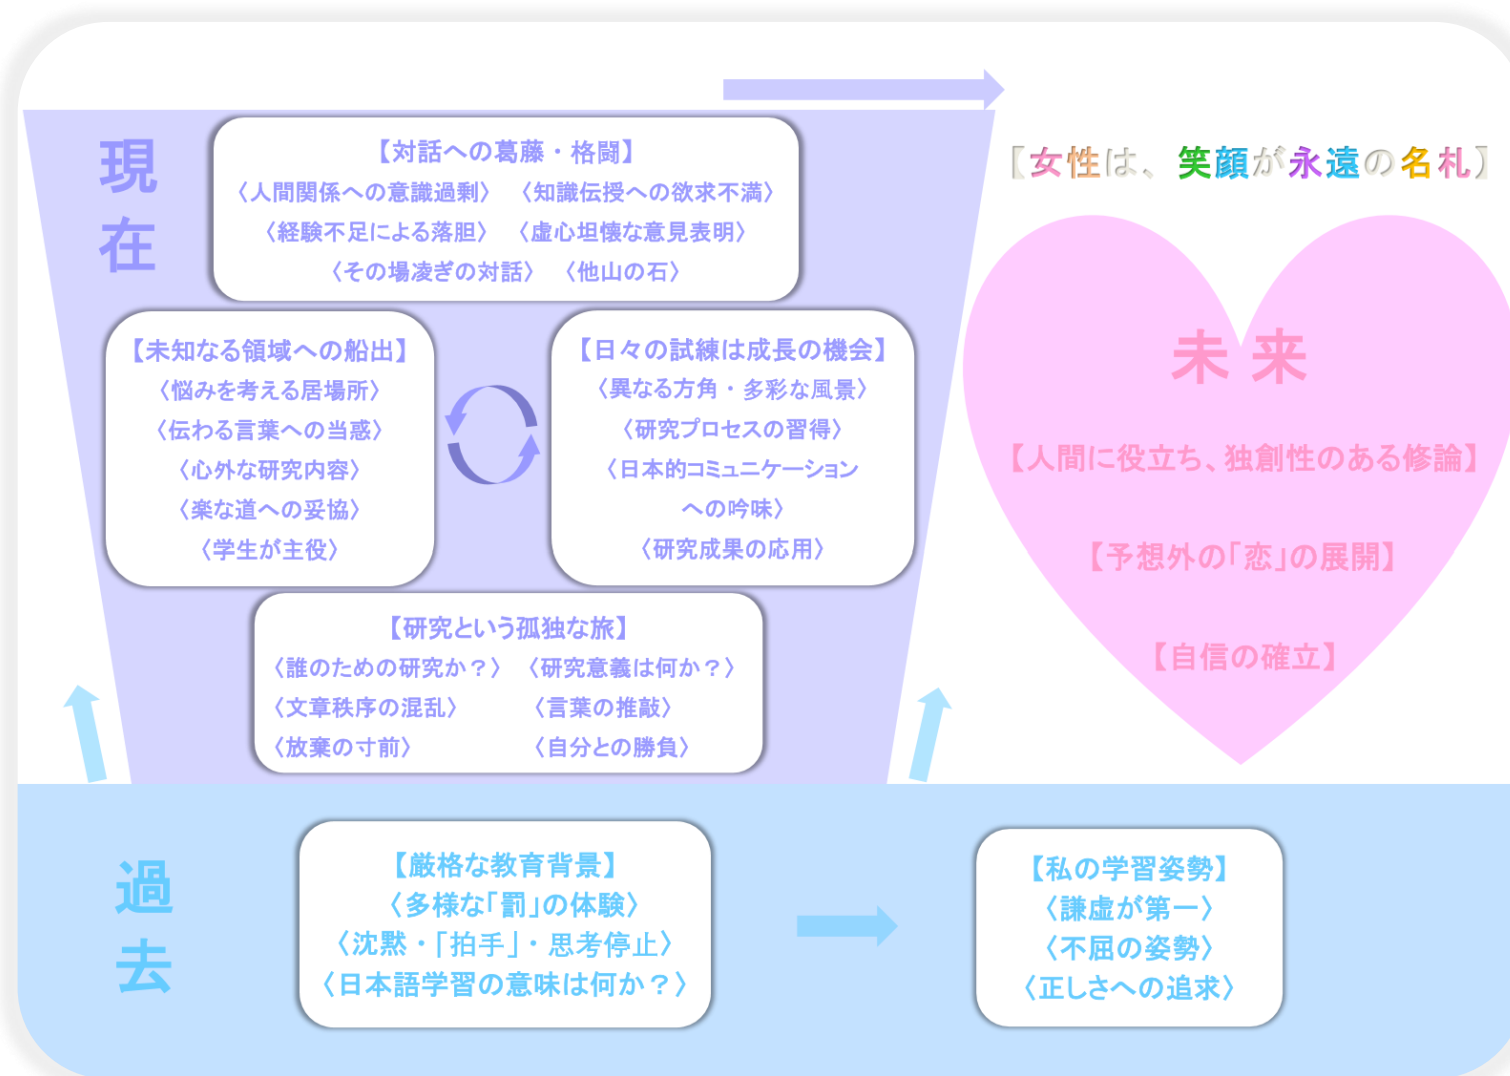 現在
【対話への葛藤・格闘】
〈人間関係への意識過剰〉 〈知識伝授への欲求不満〉
〈経験不足による落胆〉 〈虚心坦懐な意見表明〉
〈その場凌ぎの対話〉 〈他山の石〉
【未知なる領域への船出】
〈悩みを考える居場所〉
〈伝わる言葉への当惑〉
〈心外な研究内容〉
〈楽な道への妥協〉
〈学生が主役〉
【日々の試練は成長の機会】
〈異なる方角・多彩な風景〉
〈研究プロセスの習得〉
〈日本的コミュニケーション
への吟味〉
〈研究成果の応用〉
【研究という孤独な旅】
〈誰のための研究か？〉 〈研究意義は何か？〉
〈文章秩序の混乱〉 〈言葉の推敲〉
〈放棄の寸前〉 〈自分との勝負〉
【女性は、笑顔が永遠の名札】
未来
【人間に役立ち、独創性のある修論】
【予想外の「恋」の展開】
【自信の確立】
過去
【厳格な教育背景】
〈多様な「罰」の体験〉
〈沈黙・「拍手」・思考停止〉
〈日本語学習の意味は何か？〉
【私の学習姿勢】
〈謙虚が第一〉
〈不屈の姿勢〉
〈正しさへの追求〉